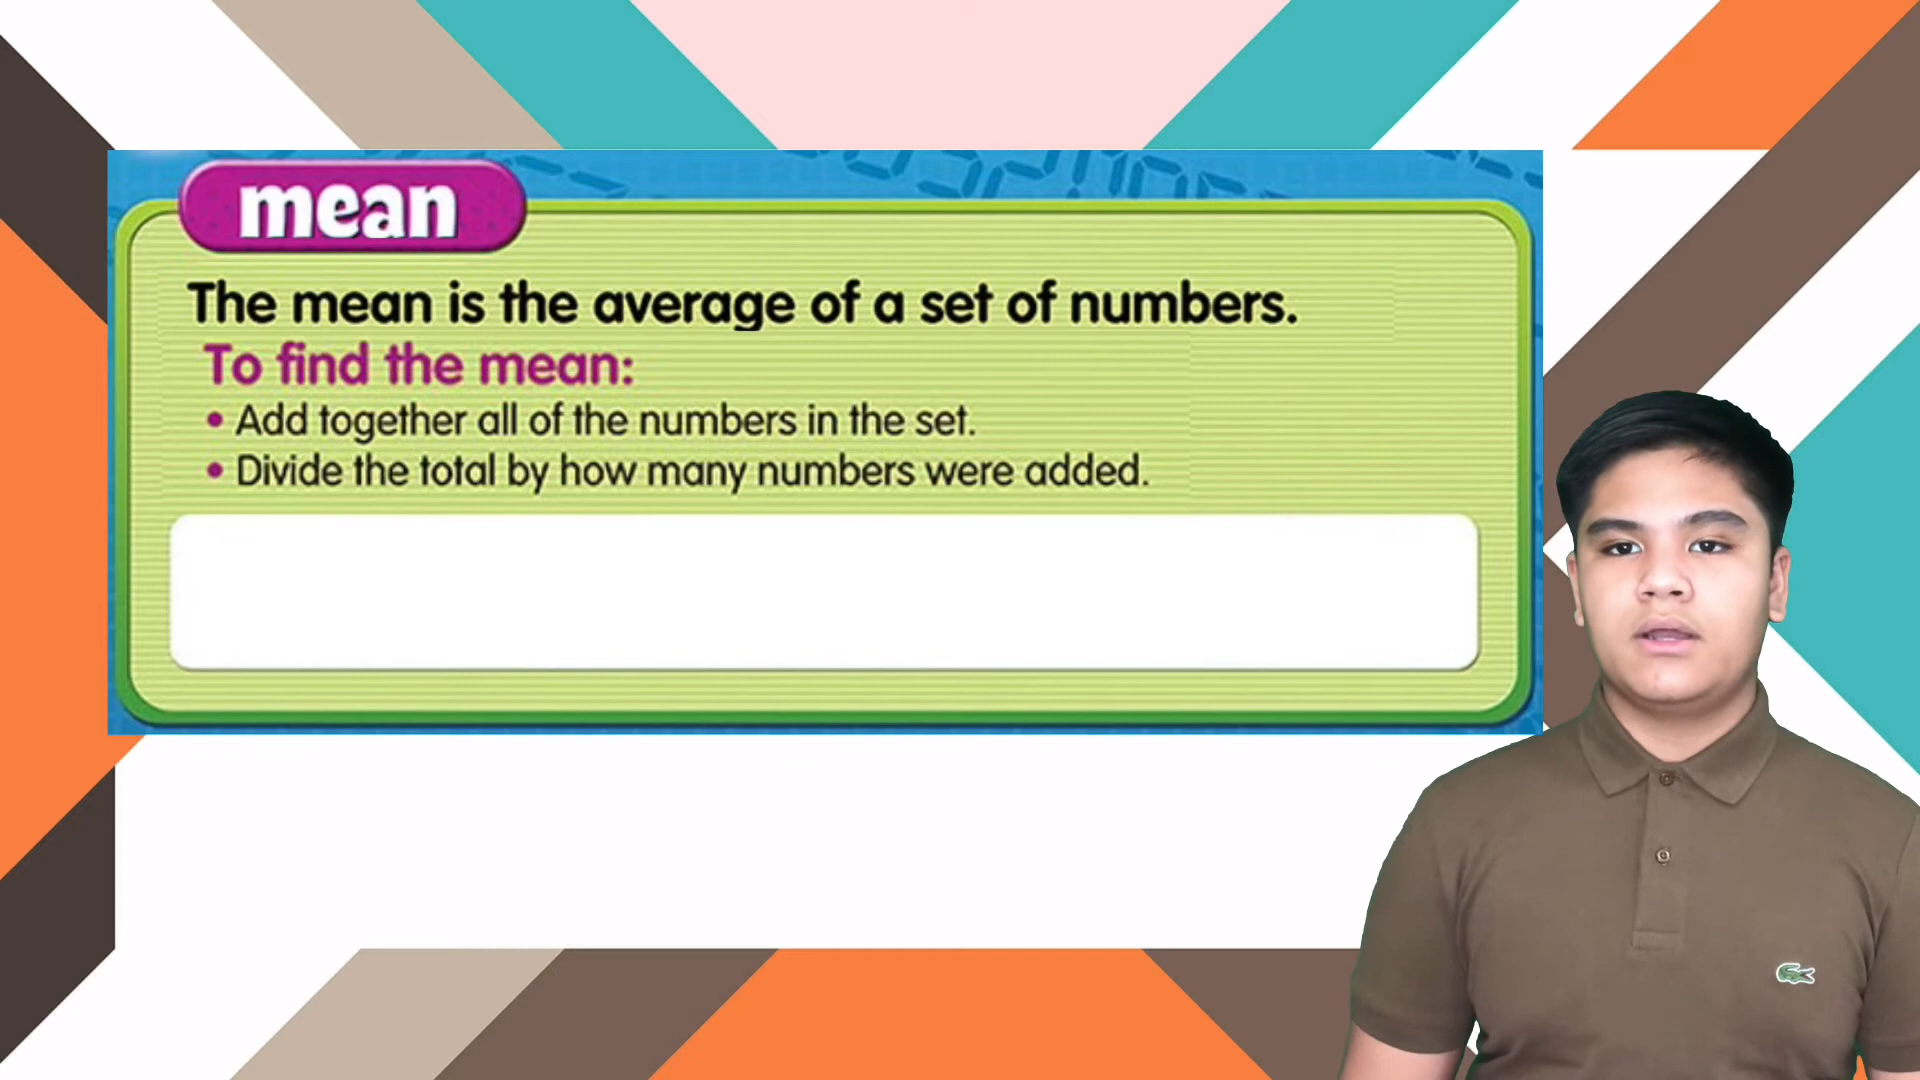 mean
The mean is the average of a set of numbers.
To find the mean:
• Add together all of the numbers in the set.
• Divide the total by how many numbers were added.